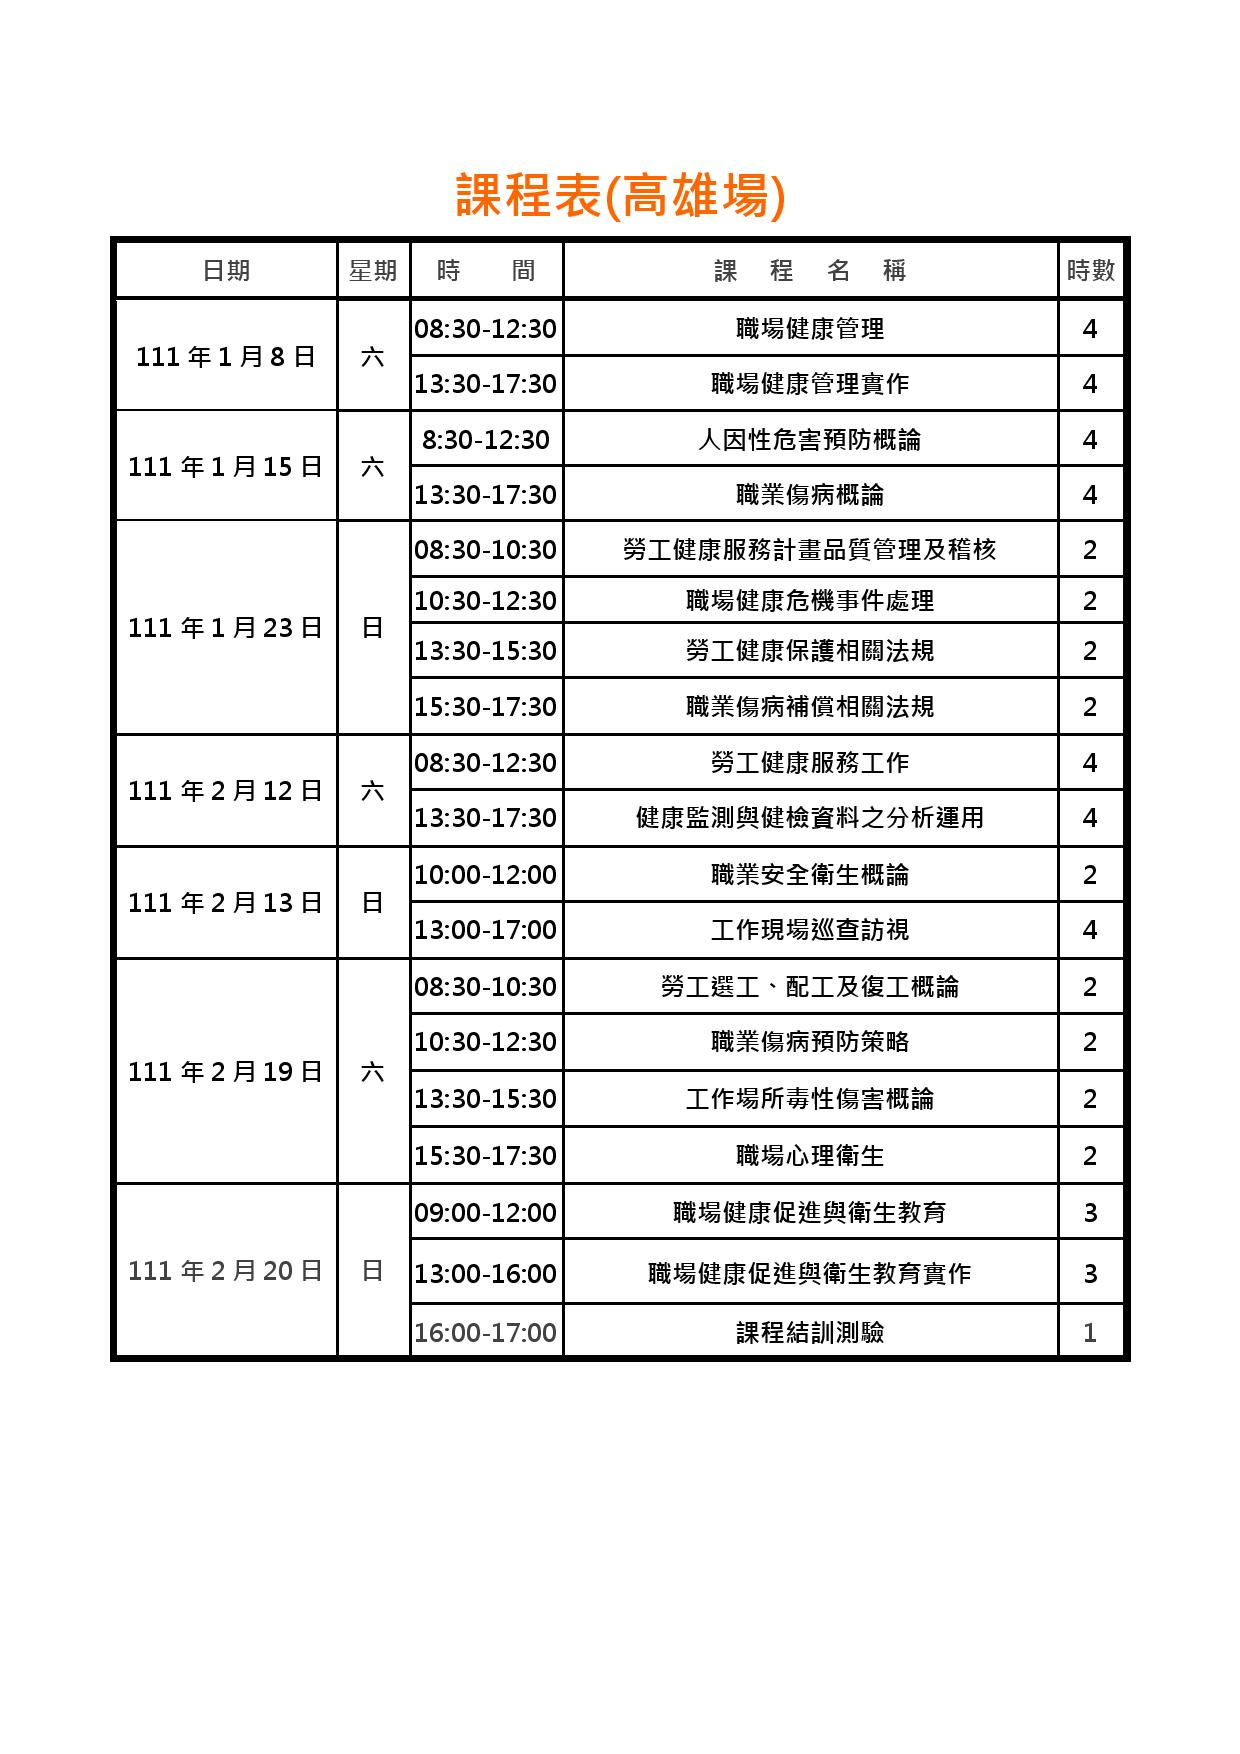 課程表(高雄場)
日期 星期 時 間 課 程 名 稱 時數
111 年 1 月 8 日 六 08:30-12:30 職場健康管理 4
13:30-17:30 職場健康管理實作 4
111 年 1 月 15 日 六 8:30-12:30 人因性危害預防概論 4
13:30-17:30 職業傷病概論 4
111 年 1 月 23 日 日 08:30-10:30 勞工健康服務計畫品質管理及稽核 2
10:30-12:30 職場健康危機事件處理 2
13:30-15:30 勞工健康保護相關法規 2
15:30-17:30 職業傷病補償相關法規 2
111 年 2 月 12 日 六 08:30-12:30 勞工健康服務工作 4
13:30-17:30 健康監測與健檢資料之分析運用 4
111 年 2 月 13 日 日 10:00-12:00 職業安全衛生概論 2
13:00-17:00 工作現場巡查訪視 4
111 年 2 月 19 日 六 08:30-10:30 勞工選工、配工及復工概論 2
10:30-12:30 職業傷病預防策略 2
13:30-15:30 工作場所毒性傷害概論 2
15:30-17:30 職場心理衛生 2
111 年 2 月 20 日 日 09:00-12:00 職場健康促進與衛生教育 3
13:00-16:00 職場健康促進與衛生教育實作 3
16:00-17:00 課程結訓測驗 1